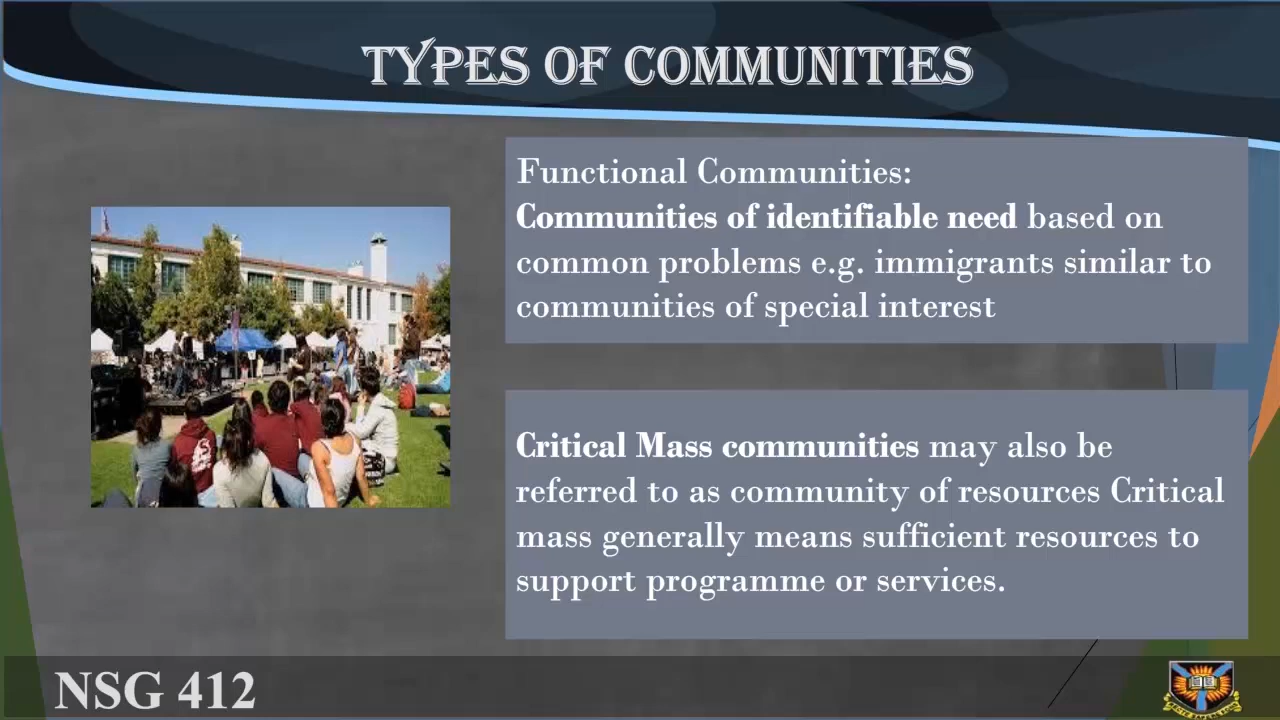 TYPES OF COMMUNITIES
Functional Communities:
Communities of identifiable need based on
common problems e.g. immigrants similar to
communities of special interest
Critical Mass communities may also be
referred to as community of resources Critical
mass generally means sufficient resources to
support programme or services.
NSG 412